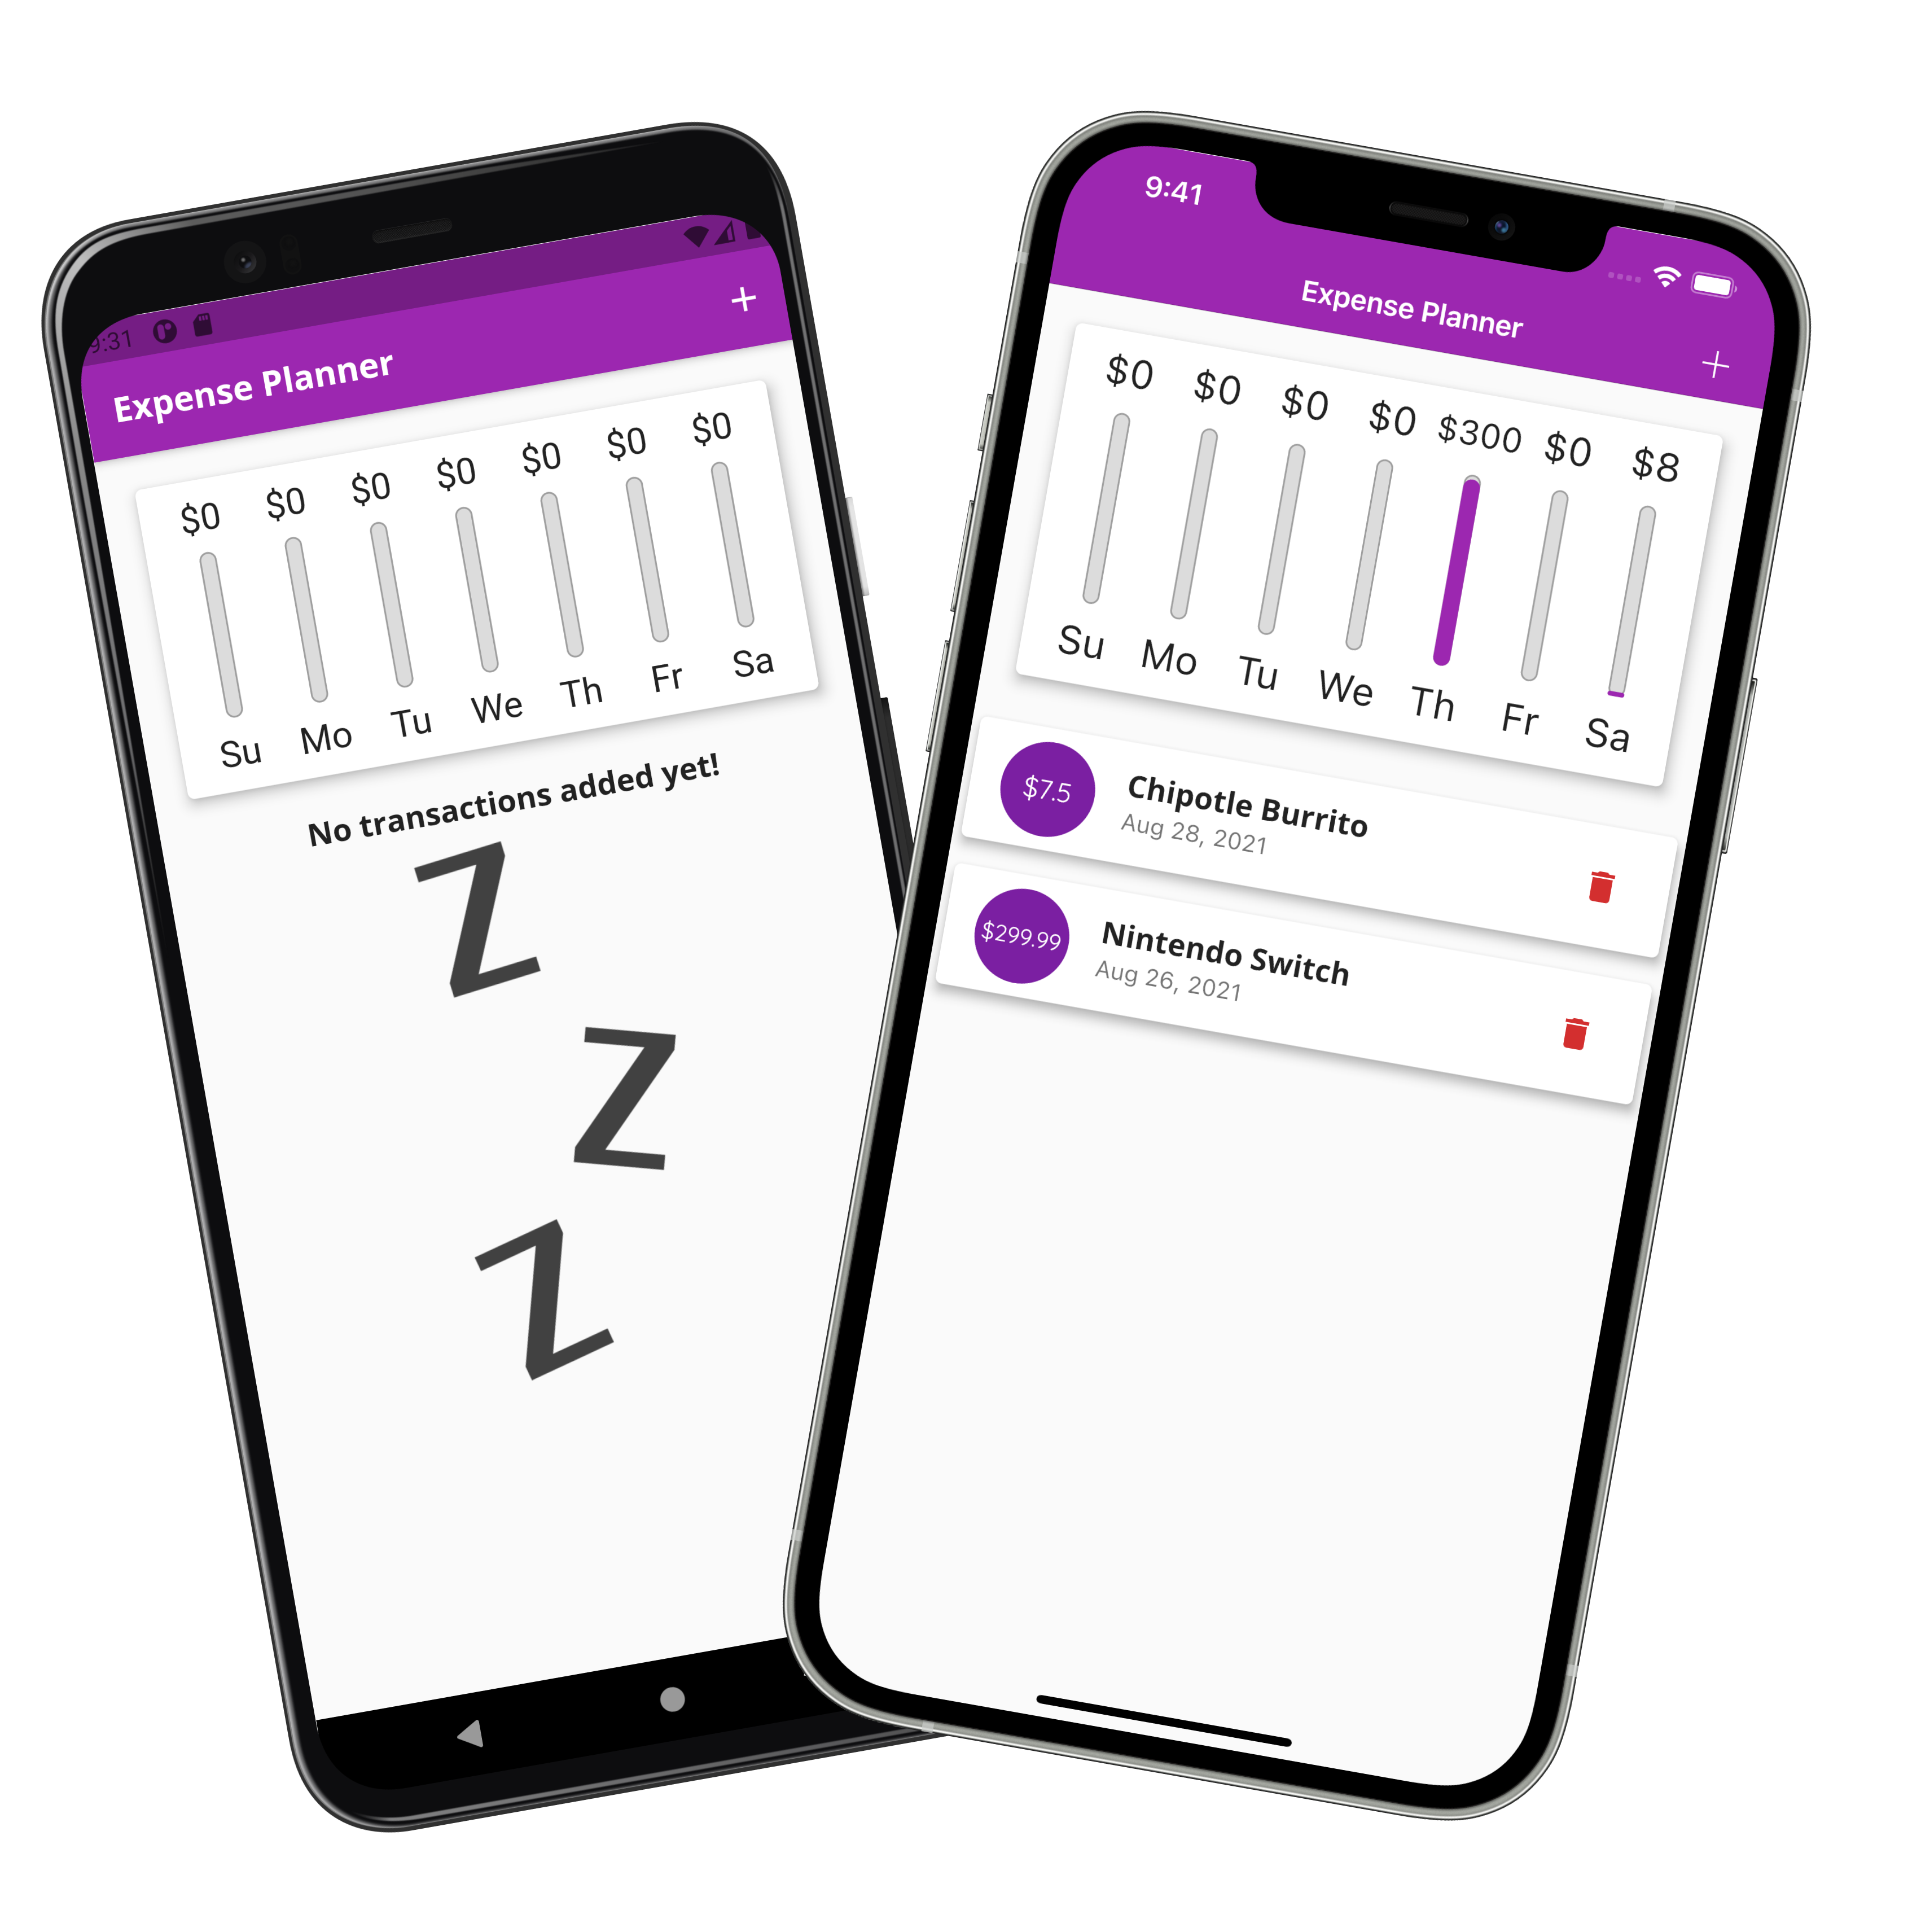 9:31
Expense Planner
+
$0 $0 $0 $0 $0 $0 $0
Su Mo Tu We Th Fr Sa
No transactions added yet!
Z
Z
Z
9:41
Expense Planner
+
$0 $0 $0 $0 $300 $0 $8
Su Mo Tu We Th Fr Sa
$7.5
Chipotle Burrito
Aug 28, 2021
$299.99
Nintendo Switch
Aug 26, 2021